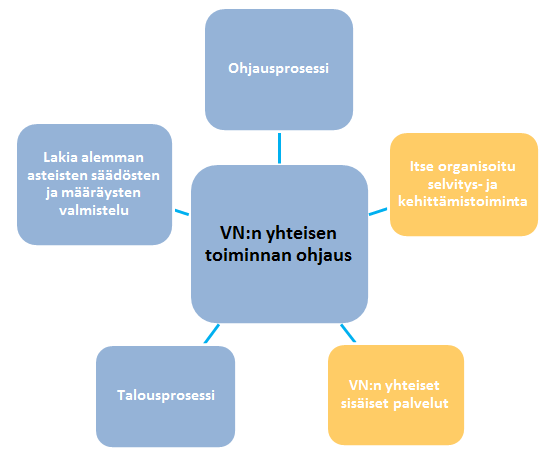 Ohjausprosessi
Lakia alemman
asteisten säädösten
ja määräysten
valmistelu
Itse organisoitu
selvitys- ja
kehittämistoiminta
VN:n yhteisen
toiminnan ohjaus
Talousprosessi
VN:n yhteiset
sisäiset palvelut